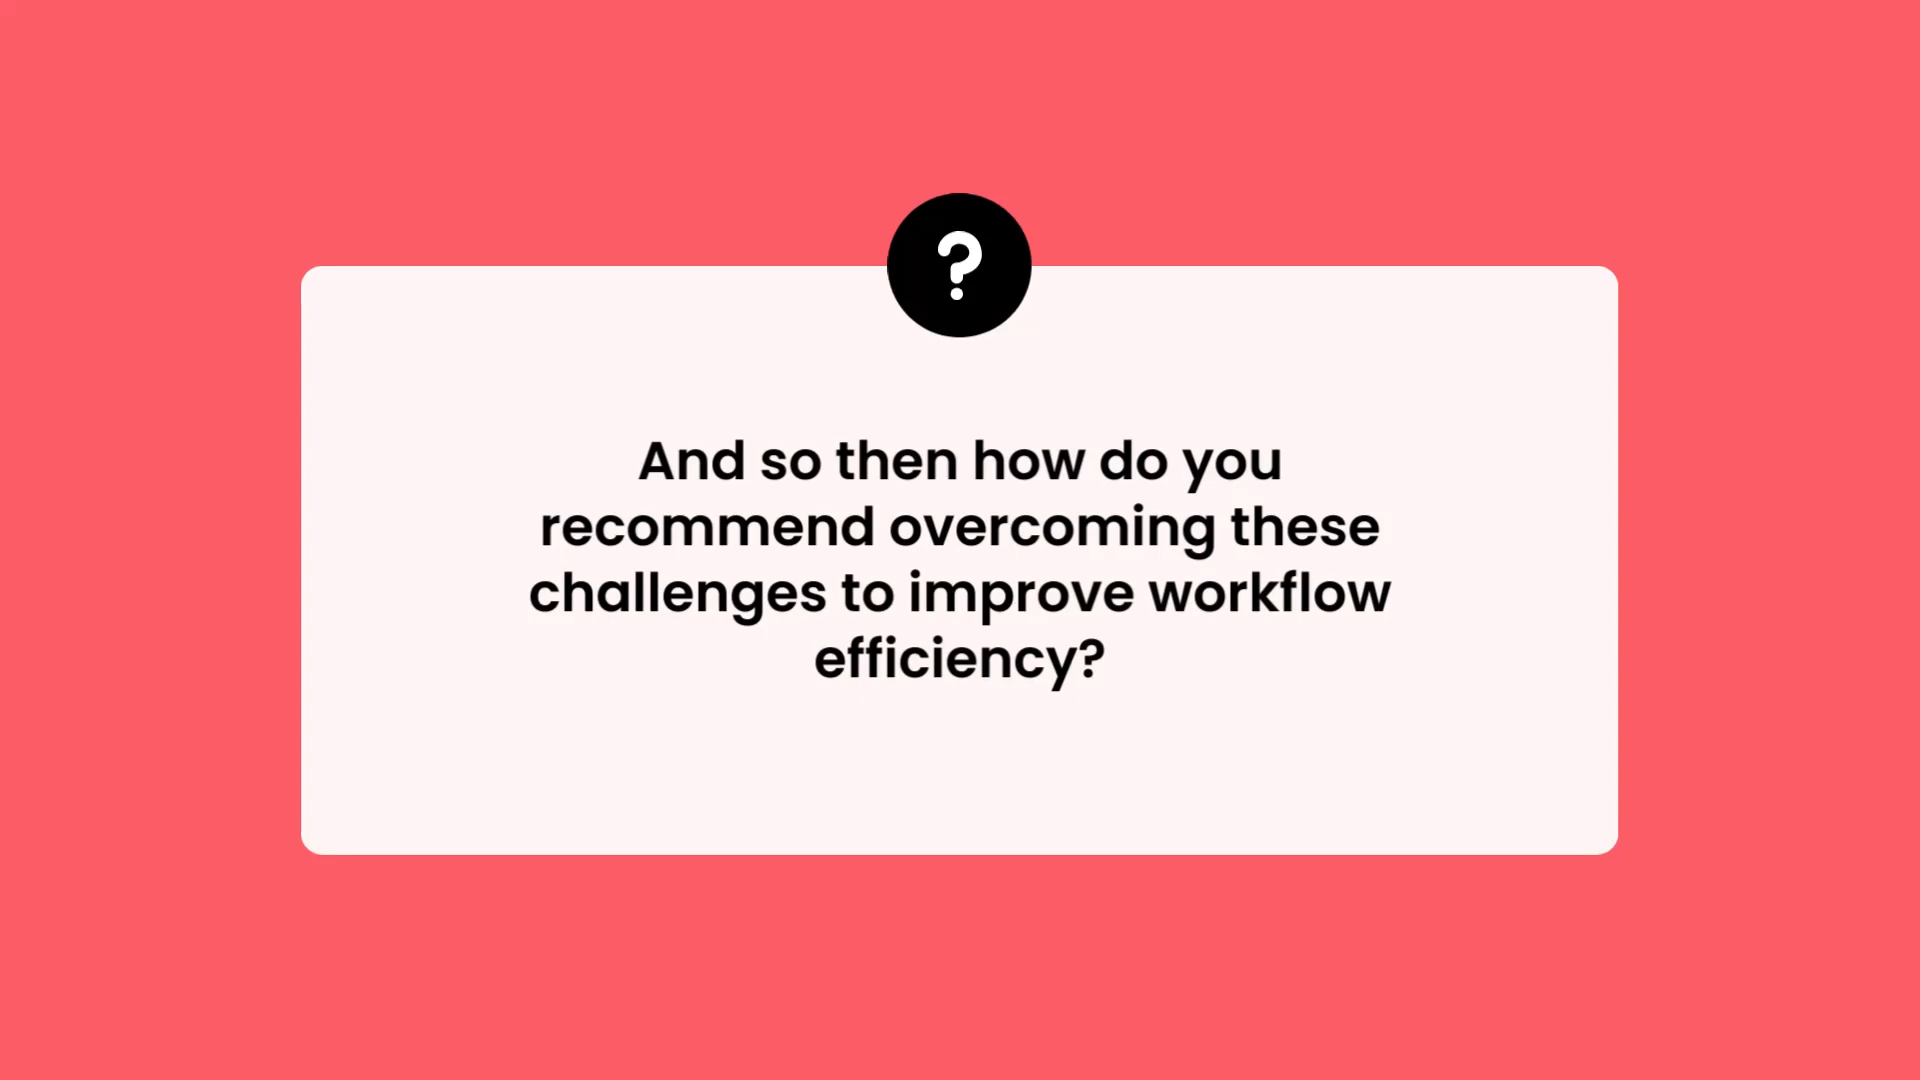 ?
And so then how do you
recommend overcoming these
challenges to improve workflow
efficiency?